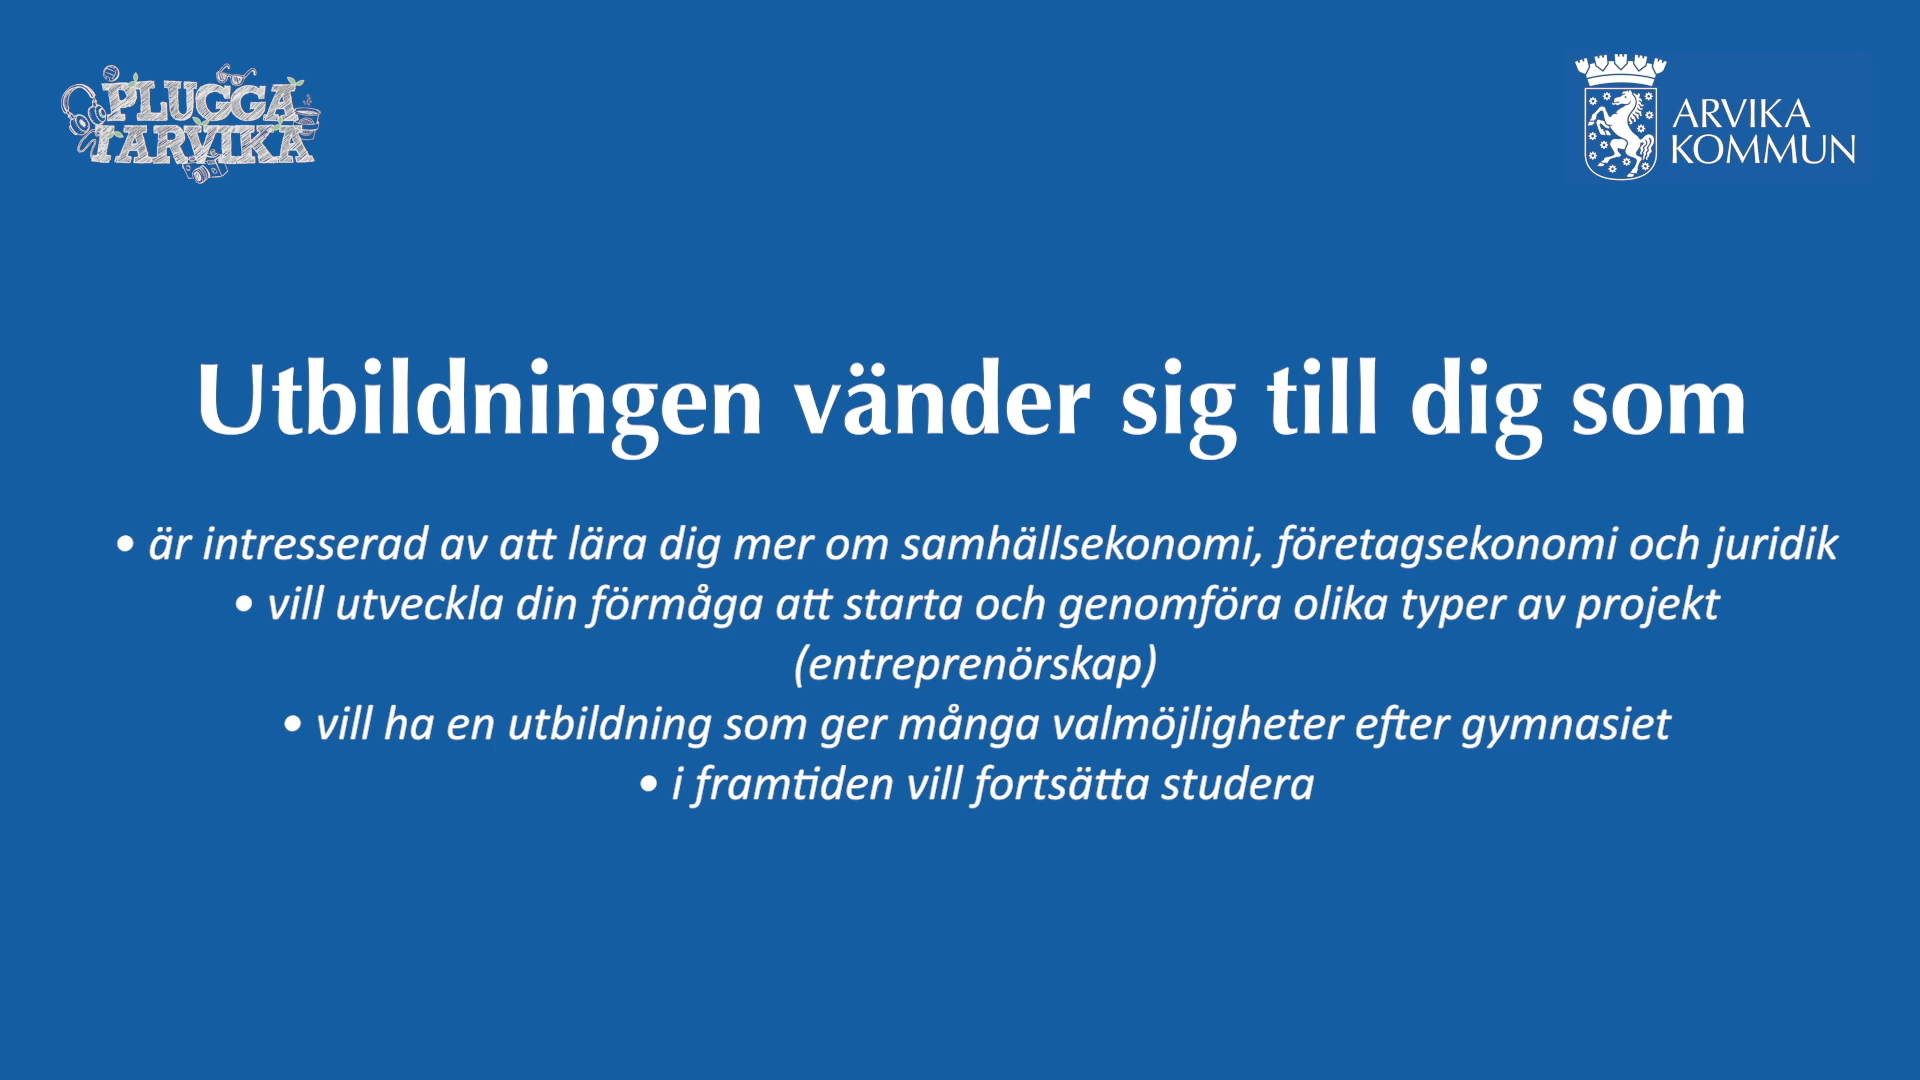 PLUGGA
I ARVIKA
ARVIKA
KOMMUN
Utbildningen vänder sig till dig som
• är intresserad av att lära dig mer om samhällsekonomi, företagsekonomi och juridik
• vill utveckla din förmåga att starta och genomföra olika typer av projekt
(entreprenörskap)
• vill ha en utbildning som ger många valmöjligheter efter gymnasiet
• i framtiden vill fortsätta studera